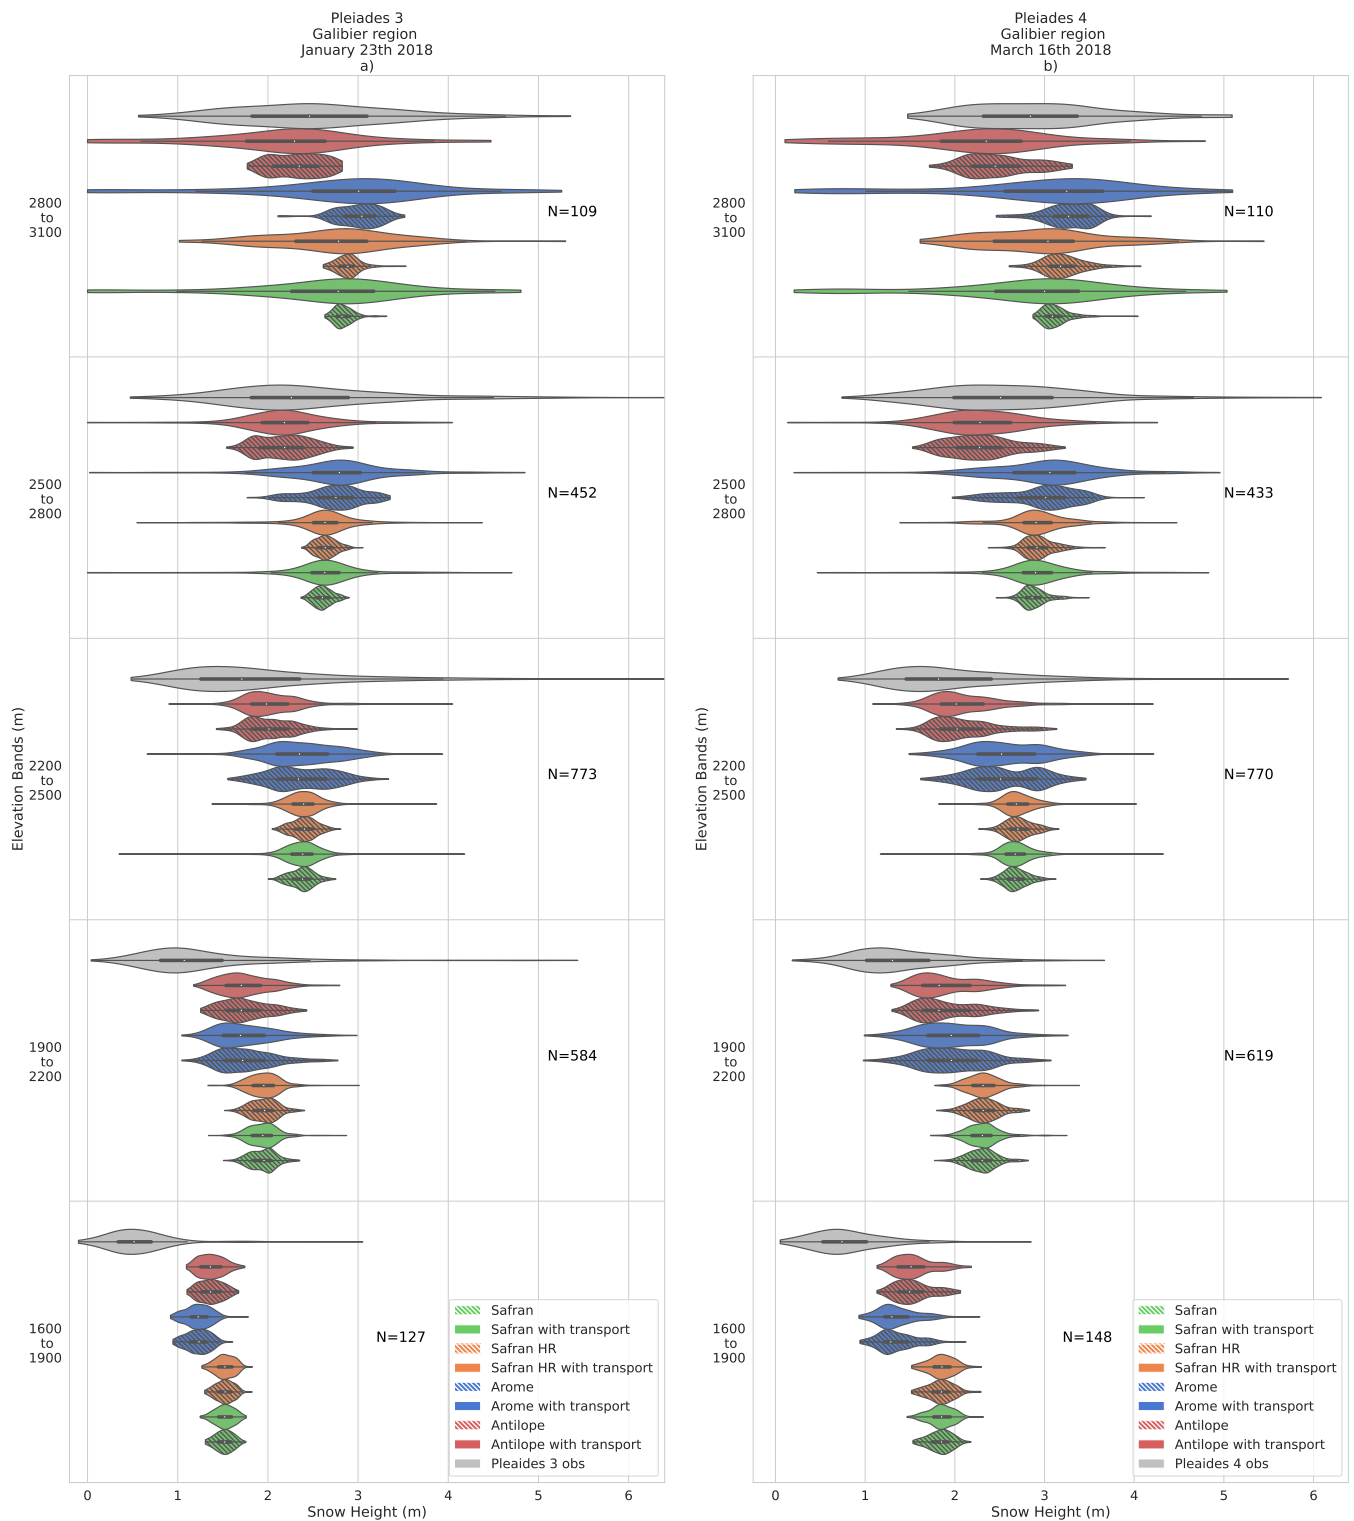 Pleiades 3
Galibier region
January 23th 2018
a)
2800
to
3100
N=109
2500
to
2800
N=452
2200
to
2500
N=773
1900
to
2200
N=584
1600
to
1900
N=127
Elevation Bands (m)
Safran
Safran with transport
Safran HR
Safran HR with transport
Arome
Arome with transport
Antilope
Antilope with transport
Pleaides 3 obs
0 1 2 3 4 5 6
Snow Height (m)
Pleiades 4
Galibier region
March 16th 2018
b)
2800
to
3100
N=110
2500
to
2800
N=433
2200
to
2500
N=770
1900
to
2200
N=619
1600
to
1900
N=148
Elevation Bands (m)
Safran
Safran with transport
Safran HR
Safran HR with transport
Arome
Arome with transport
Antilope
Antilope with transport
Pleaides 4 obs
0 1 2 3 4 5 6
Snow Height (m)